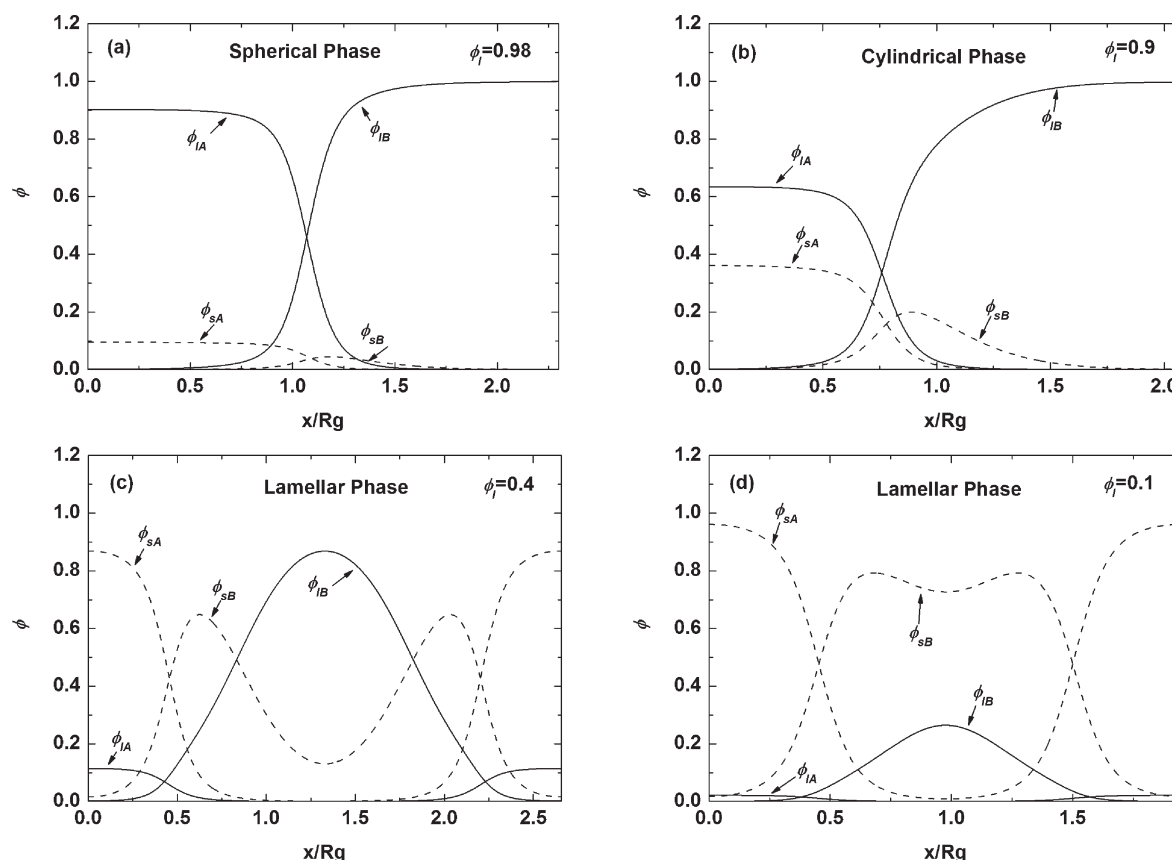 (a) Spherical Phase ϕl=0.98
1.2
1.0
0.8
0.6
0.4
0.2
0.0
ϕ
ϕlA
ϕlB
ϕsA
ϕsB
0.0 0.5 1.0 1.5 2.0
x/Rg
(b) Cylindrical Phase ϕl=0.9
1.2
1.0
0.8
0.6
0.4
0.2
0.0
ϕ
ϕlB
ϕlA
ϕsA
ϕsB
0.0 0.5 1.0 1.5 2.0
x/Rg
(c) Lamellar Phase ϕl=0.4
1.2
1.0
0.8
0.6
0.4
0.2
0.0
ϕ
ϕsA
ϕsB
ϕlB
ϕlA
0.0 0.5 1.0 1.5 2.0 2.5
x/Rg
(d) Lamellar Phase ϕl=0.1
1.2
1.0
0.8
0.6
0.4
0.2
0.0
ϕ
ϕsA
ϕsB
ϕlB
ϕlA
0.0 0.5 1.0 1.5
x/Rg